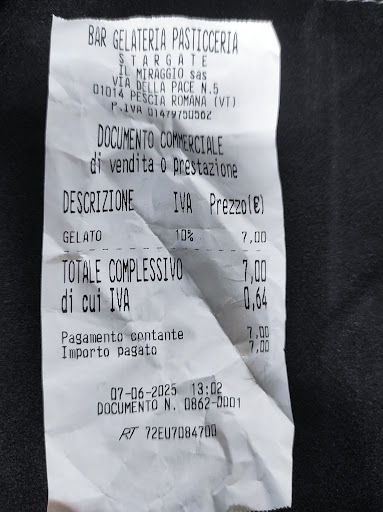 BAR GELATERIA PASTICCERIA
STARGATE
IL MIRAGGIO sas
VIA DELLA PACE N.5
01014 PESCIA ROMANA (VT)
P.IVA 01479750562
DOCUMENTO COMMERCIALE
di vendita o prestazione
DESCRIZIONE IVA Prezzo(€)
GELATO 10% 7,00
TOTALE COMPLESSIVO 7,00
di cui IVA 0,64
Pagamento contante 7,00
Importo pagato 7,00
07-06-2025 13:02
DOCUMENTO N. 0862-0001
RT 72EU7084700